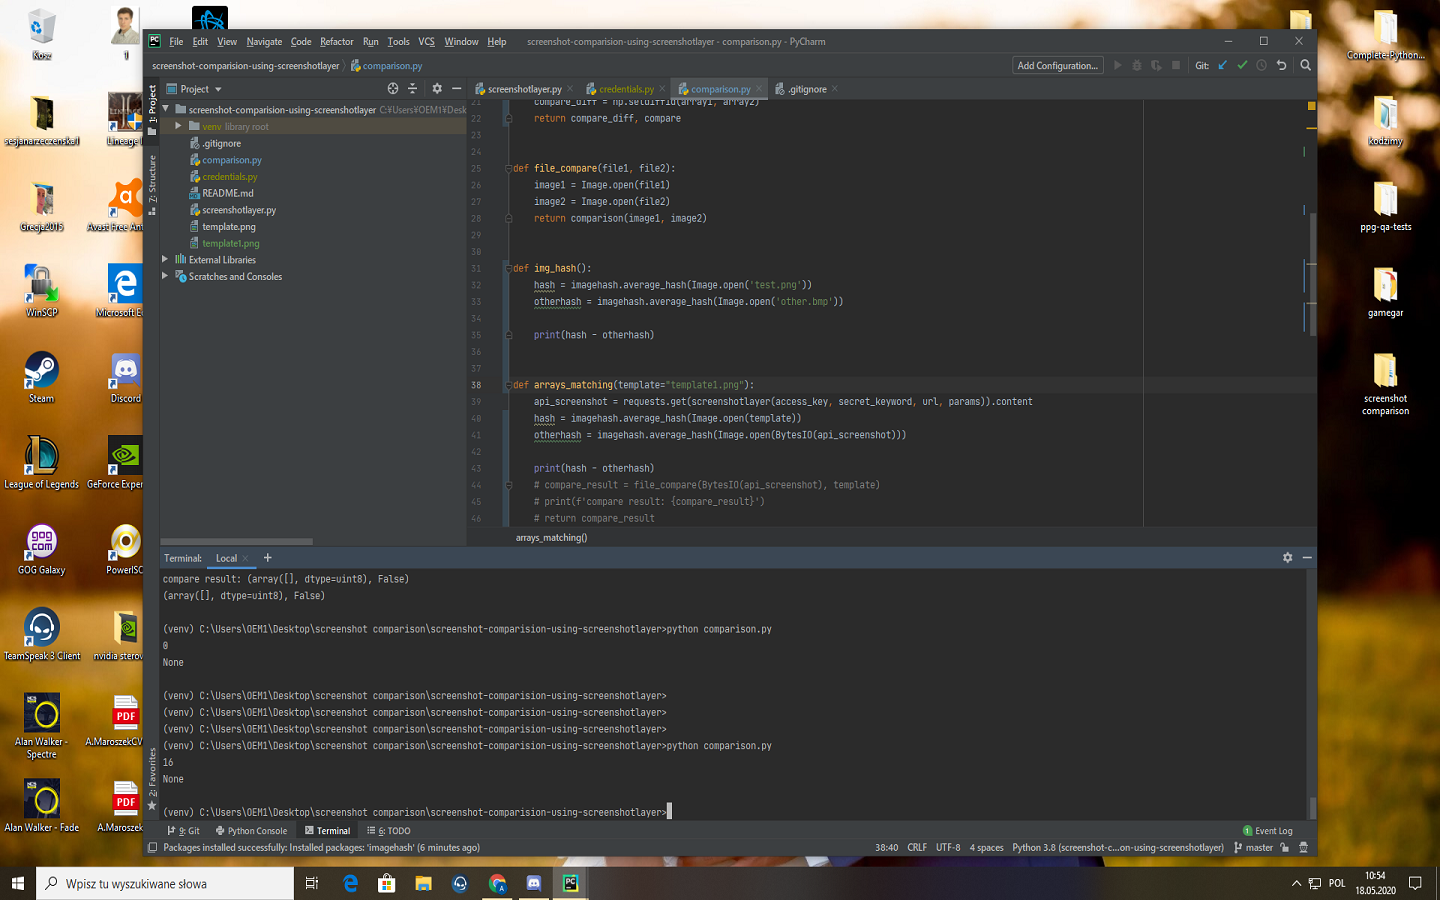 Kosz
1
sesjanarzeczenska1
Lineage
Grecja2015
Avast Free An
WinSCP
Microsoft E
Steam
Discord
League of Legends
GeForce Exper
GOG Galaxy
PowerISO
TeamSpeak 3 Client
nvidia sterov
Alan Walker -
Spectre
A.MaroszekCV
Alan Walker - Fade
A.Marosze
PDF
PDF
GOG
COM
PC
File Edit View Navigate Code Refactor Run Tools VCS Window Help
screenshot-comparision-using-screenshotlayer - comparison.py - PyCharm
screenshot-comparision-using-screenshotlayer
comparison.py
Add Configuration...
Git:
1: Project
Z: Structure
2: Favorites
Project
screenshot-comparision-using-screenshotlayer C:¥Users¥OEM1¥Desk
venv library root
.gitignore
comparison.py
credentials.py
README.md
screenshotlayer.py
template.png
template1.png
External Libraries
Scratches and Consoles
screenshotlayer.py
credentials.py
comparison.py
.gitignore
21 compare_diff = np.setdiff1d(array1, array2)
22 return compare_diff, compare
23
24
25 def file_compare(file1, file2):
26 image1 = Image.open(file1)
27 image2 = Image.open(file2)
28 return comparison(image1, image2)
29
30
31 def img_hash():
32 hash = imagehash.average_hash(Image.open('test.png'))
33 otherhash = imagehash.average_hash(Image.open('other.bmp'))
34
35 print(hash - otherhash)
36
37
38 def arrays_matching(template="template1.png"):
39 api_screenshot = requests.get(screenshotlayer(access_key, secret_keyword, url, params)).content
40 hash = imagehash.average_hash(Image.open(template))
41 otherhash = imagehash.average_hash(Image.open(BytesIO(api_screenshot)))
42
43 print(hash - otherhash)
44 # compare_result = file_compare(BytesIO(api_screenshot), template)
45 # print(f'compare result: {compare_result}')
46 # return compare_result
arrays_matching()
Terminal: Local +
compare result: (array([], dtype=uint8), False)
(array([], dtype=uint8), False)
(venv) C:\Users\OEM1\Desktop\screenshot comparison\screenshot-comparision-using-screenshotlayer>python comparison.py
0
None
(venv) C:\Users\OEM1\Desktop\screenshot comparison\screenshot-comparision-using-screenshotlayer>
(venv) C:\Users\OEM1\Desktop\screenshot comparison\screenshot-comparision-using-screenshotlayer>
(venv) C:\Users\OEM1\Desktop\screenshot comparison\screenshot-comparision-using-screenshotlayer>
(venv) C:\Users\OEM1\Desktop\screenshot comparison\screenshot-comparision-using-screenshotlayer>python comparison.py
16
None
(venv) C:\Users\OEM1\Desktop\screenshot comparison\screenshot-comparision-using-screenshotlayer>
9: Git Python Console Terminal 6: TODO
1 Event Log
Packages installed successfully: Installed packages: 'imagehash' (6 minutes ago)
38:40 CRLF UTF-8 4 spaces Python 3.8 (screenshot-c...on-using-screenshotlayer) master
Complete-Python...
kodzimy
ppg-qa-tests
gamegar
screenshot
comparison
Wpisz tu wyszukiwane słowa
PC
POL
10:54
18.05.2020